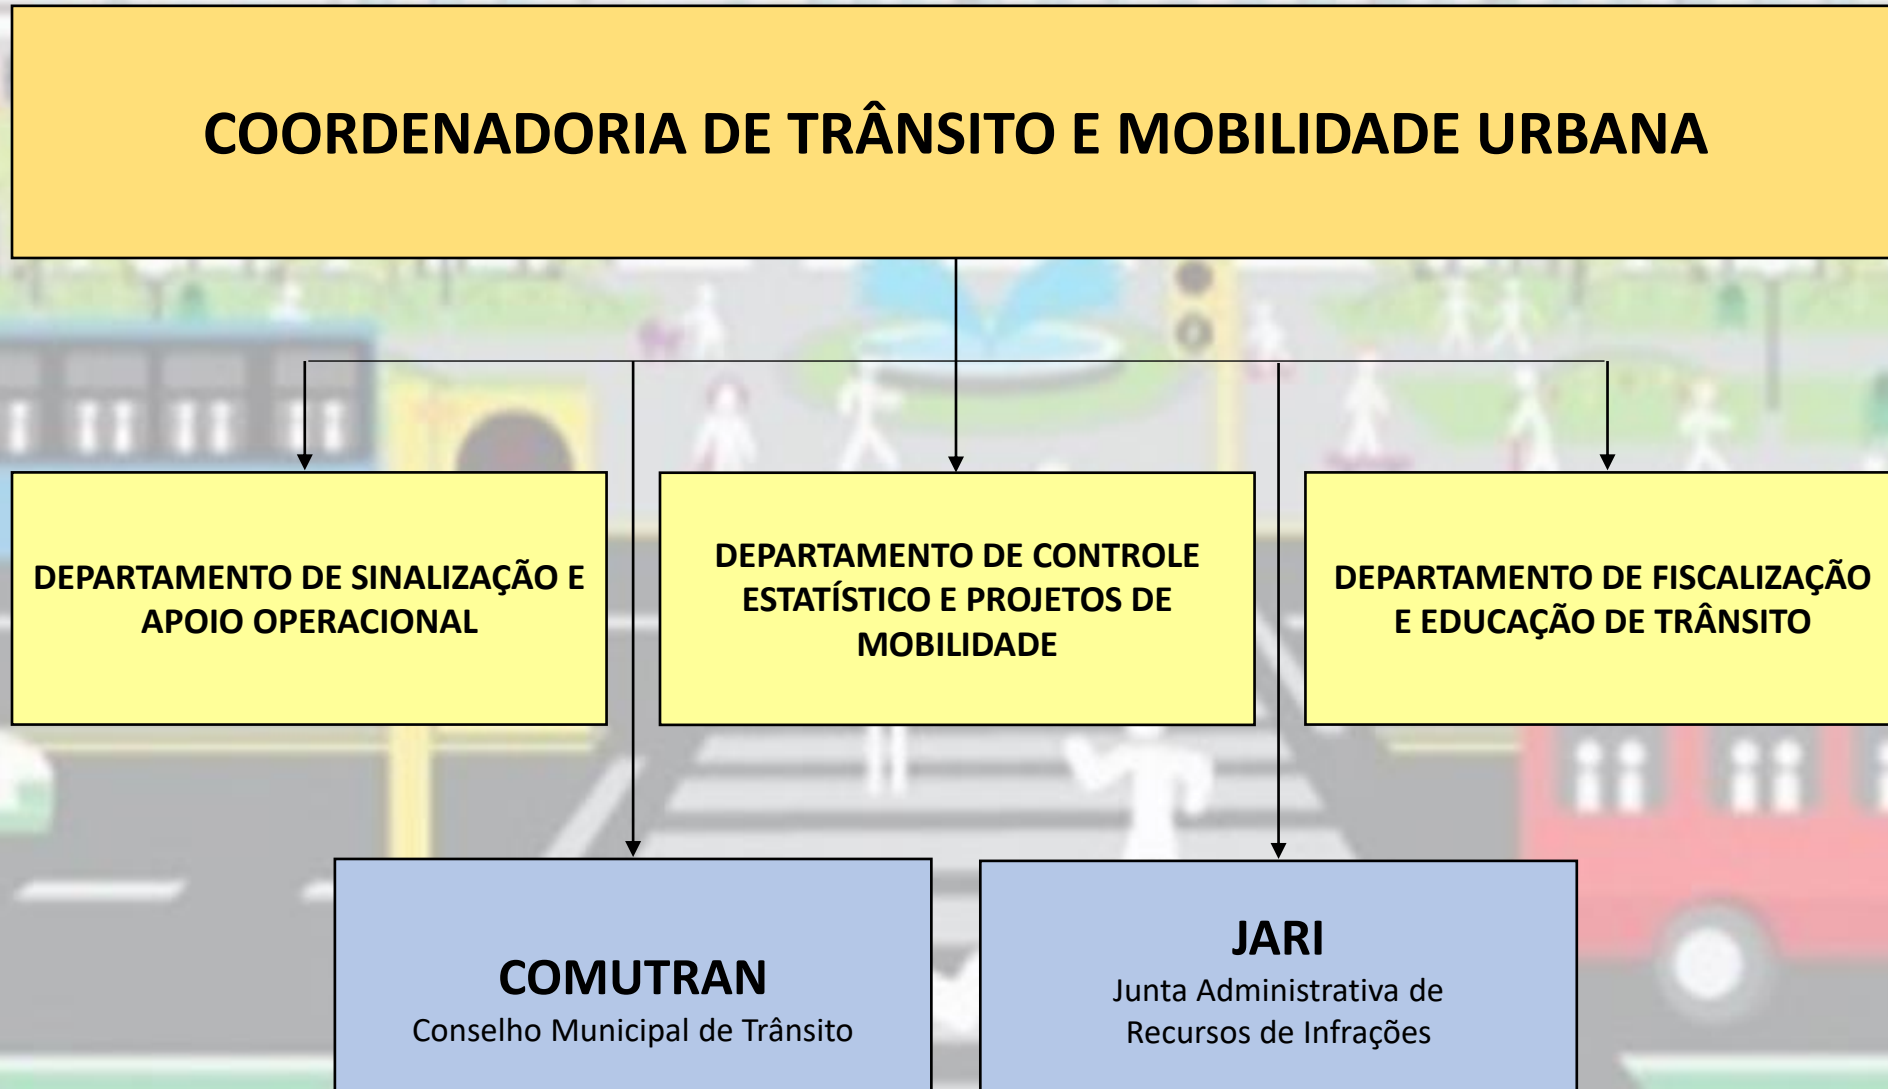 COORDENADORIA DE TRÂNSITO E MOBILIDADE URBANA
DEPARTAMENTO DE SINALIZAÇÃO E
APOIO OPERACIONAL
DEPARTAMENTO DE CONTROLE
ESTATÍSTICO E PROJETOS DE
MOBILIDADE
DEPARTAMENTO DE FISCALIZAÇÃO
E EDUCAÇÃO DE TRÂNSITO
COMUTRAN
Conselho Municipal de Trânsito
JARI
Junta Administrativa de
Recursos de Infrações